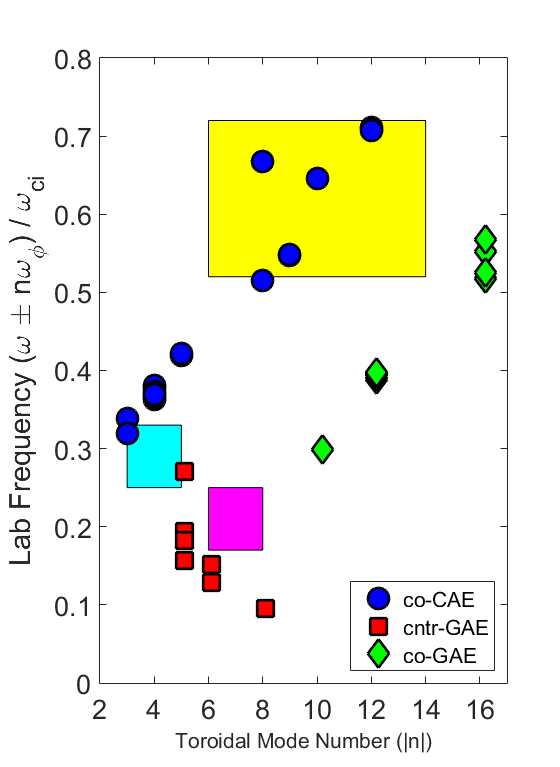 0.8
0.7
0.6
0.5
0.4
0.3
0.2
0.1
0
2 4 6 8 10 12 14 16
Lab Frequency (ω ± nω_ϕ) / ω_ci
Toroidal Mode Number (|n|)
co-CAE
cntr-GAE
co-GAE